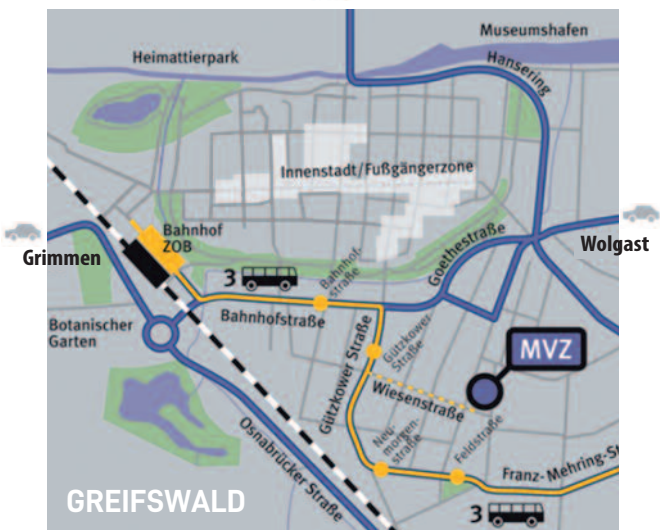 Museumshafen
Heimattierpark
Hansering
Innenstadt/Fußgängerzone
Bahnhof
ZOB
Grimmen
Wolgast
Goethestraße
3
Bahnhof-
straße
Bahnhofstraße
Botanischer
Garten
Gützkower Straße
Gützkower
Straße
MVZ
Wiesenstraße
Neu-
morgen-
straße
Feldstraße
Osnabrücker Straße
Franz-Mehring-St
GREIFSWALD
3